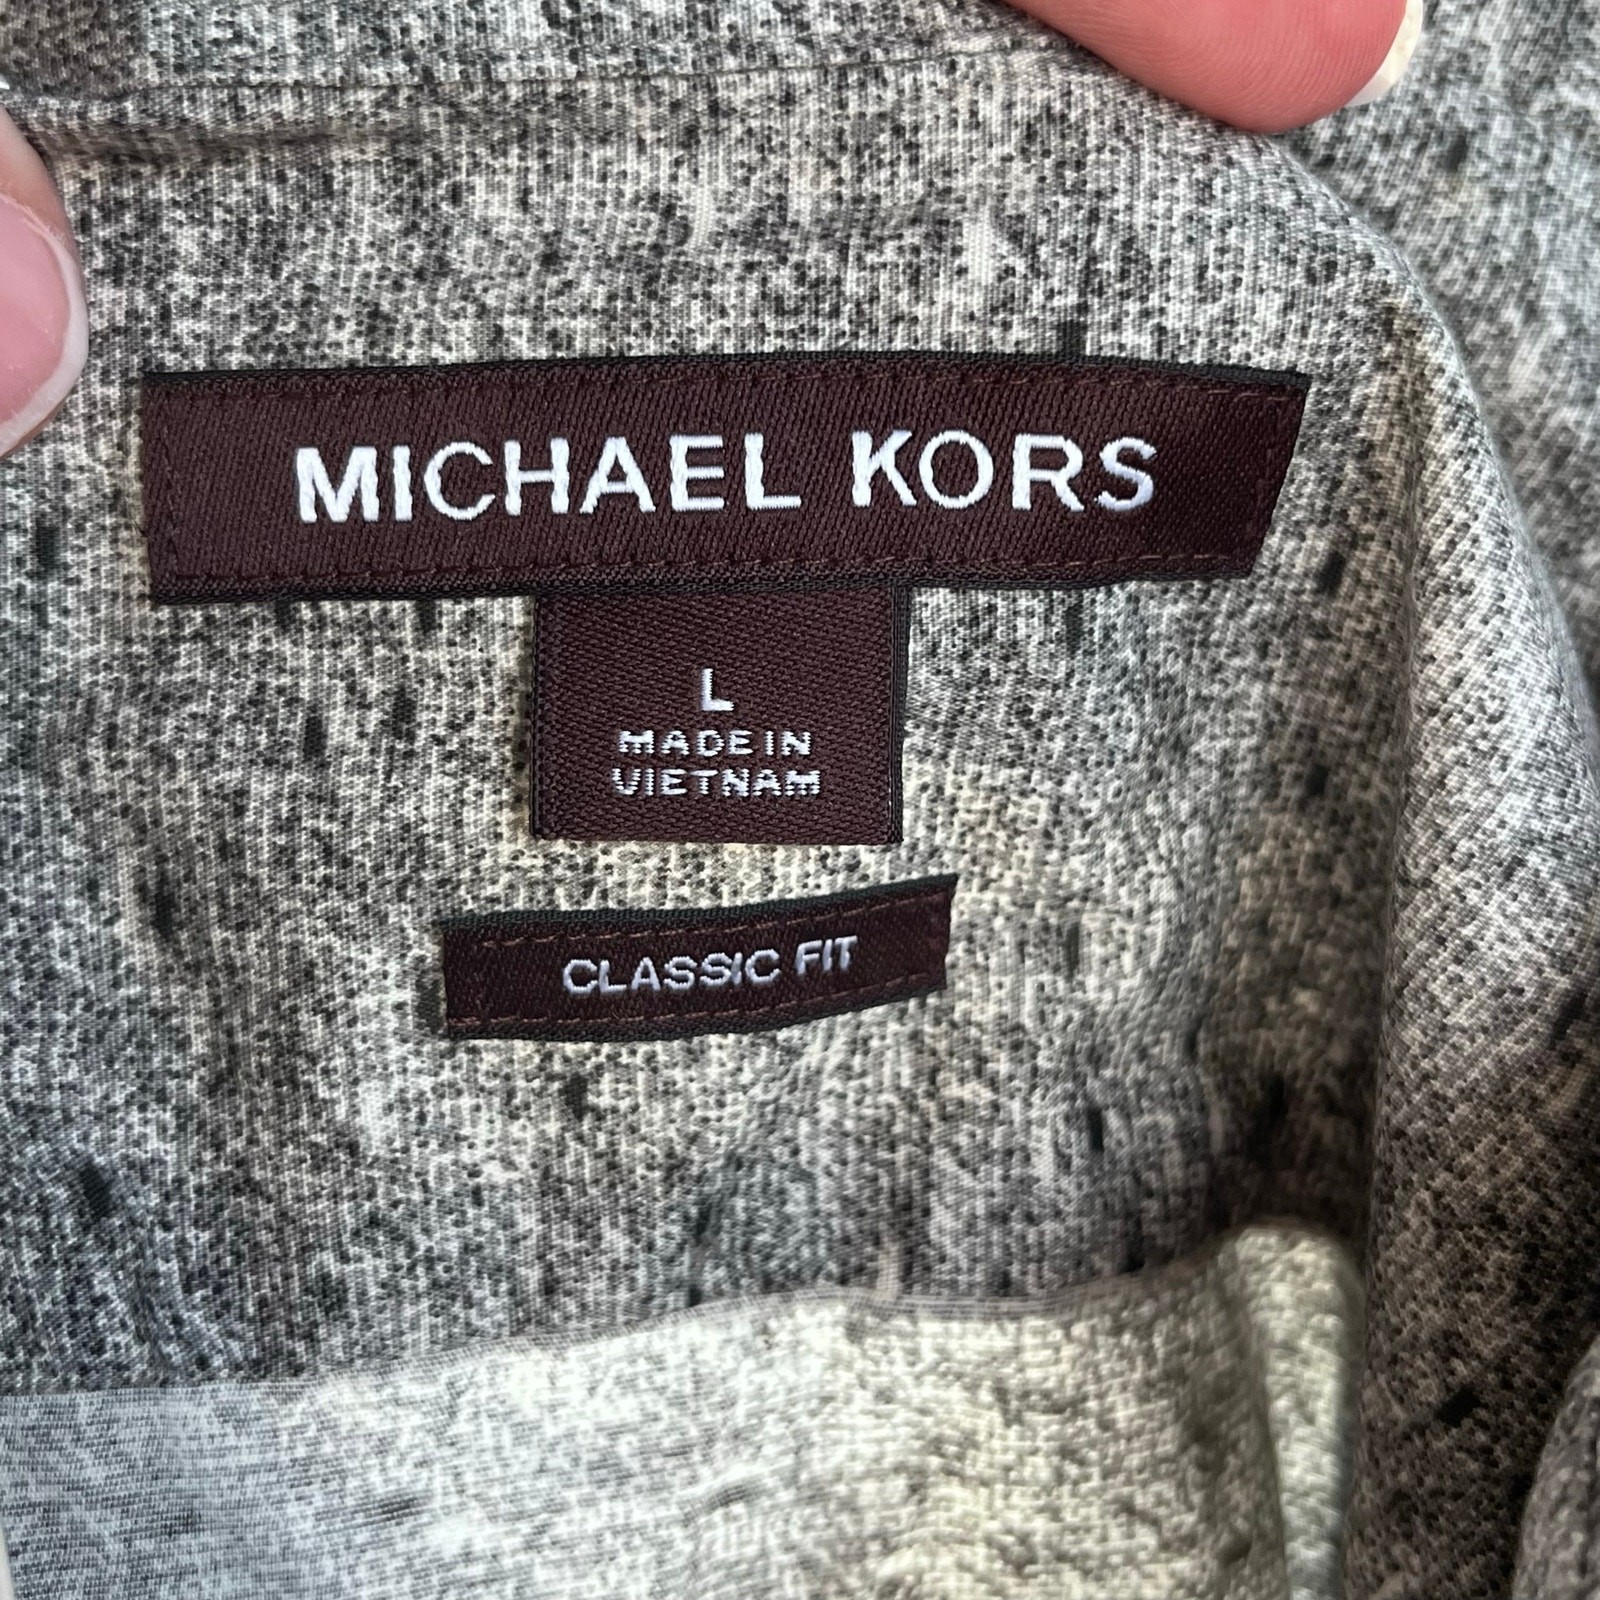 MICHAEL KORS
L
MADE IN
VIETNAM
CLASSIC FIT